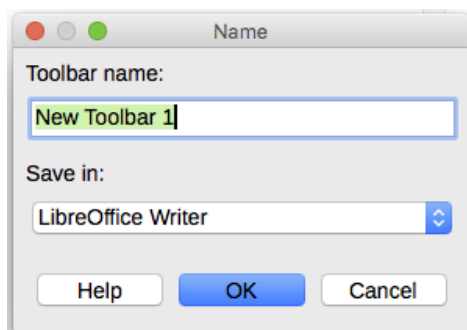 Name
Toolbar name:
New Toolbar 1
Save in:
LibreOffice Writer
Help OK Cancel